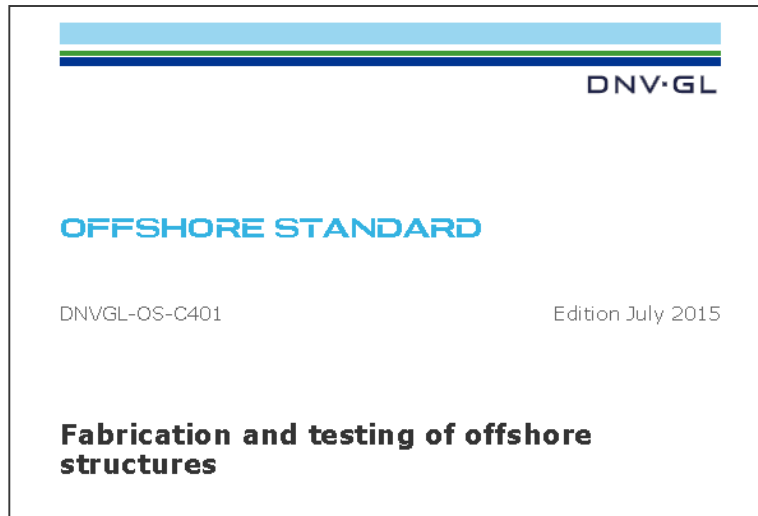 DNV·GL
OFFSHORE STANDARD
DNVGL-OS-C401 Edition July 2015
Fabrication and testing of offshore
structures